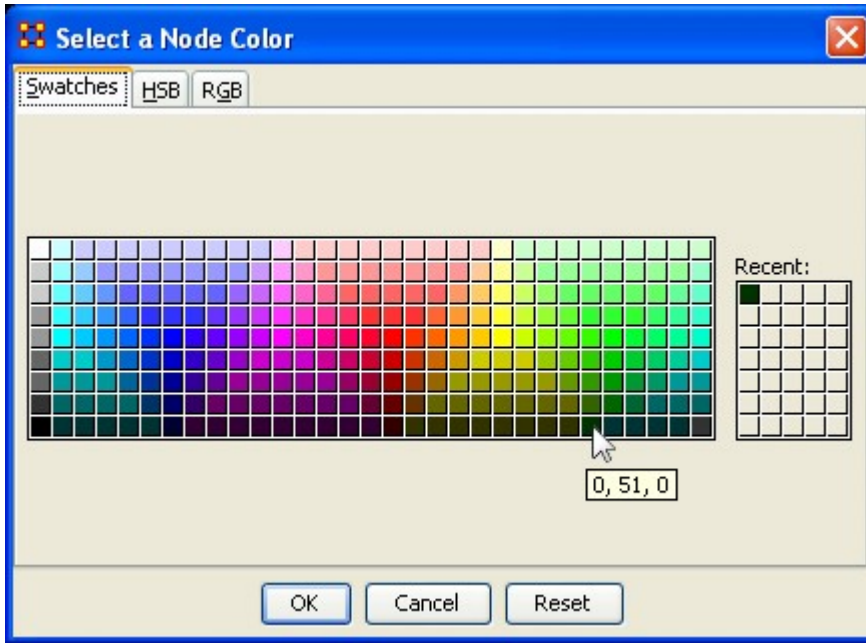 Select a Node Color
Swatches HSB RGB
Recent:
0, 51, 0
OK Cancel Reset